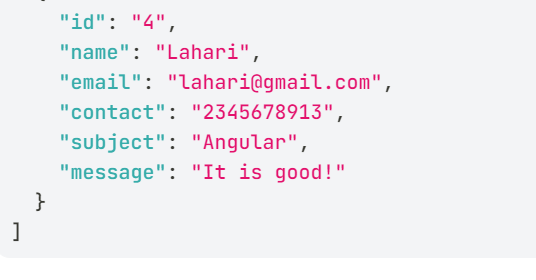 "id": "4",
"name": "Lahari",
"email": "lahari@gmail.com",
"contact": "2345678913",
"subject": "Angular",
"message": "It is good!"
}
]